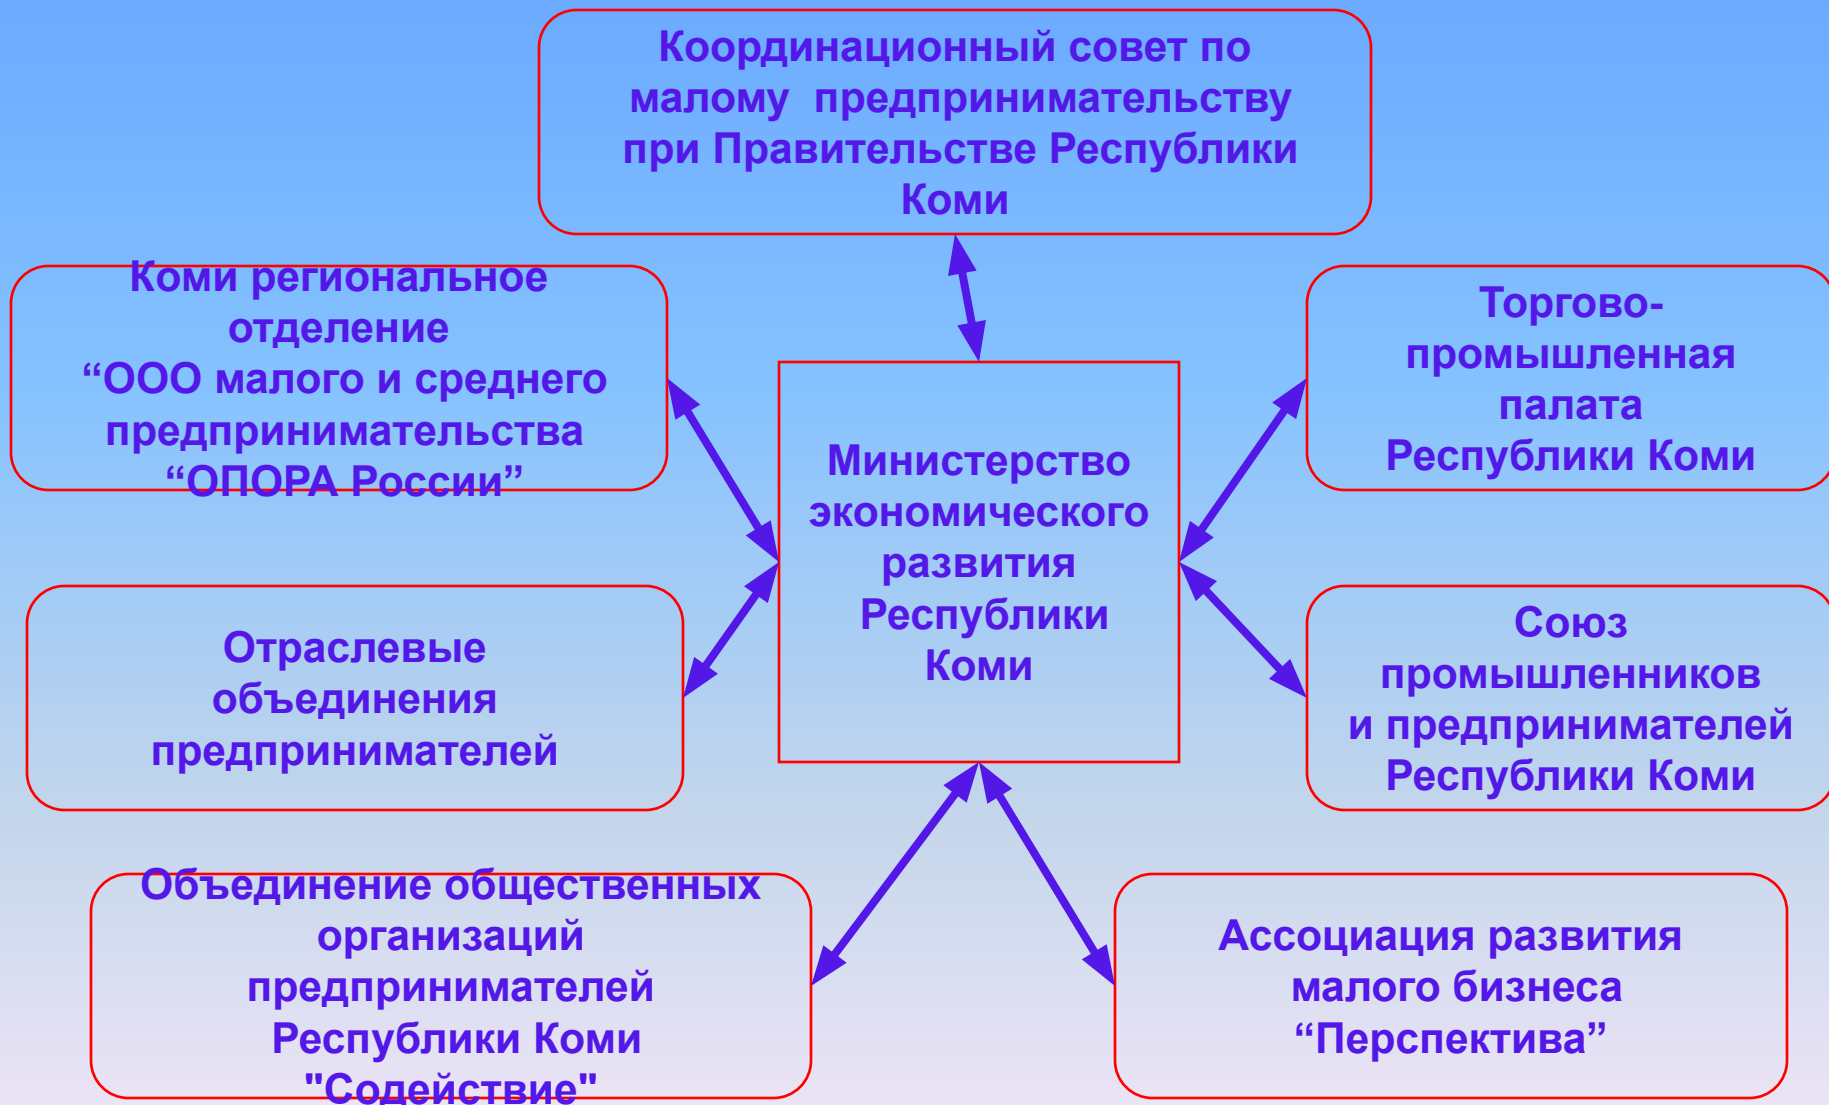 Координационный совет по
малому предпринимательству
при Правительстве Республики
Коми
Коми региональное
отделение
“ООО малого и среднего
предпринимательства
“ОПОРА России”
Торгово-
промышленная
палата
Республики Коми
Министерство
экономического
развития
Республики
Коми
Отраслевые
объединения
предпринимателей
Союз
промышленников
и предпринимателей
Республики Коми
Объединение общественных
организаций
предпринимателей
Республики Коми
"Содействие"
Ассоциация развития
малого бизнеса
“Перспектива”